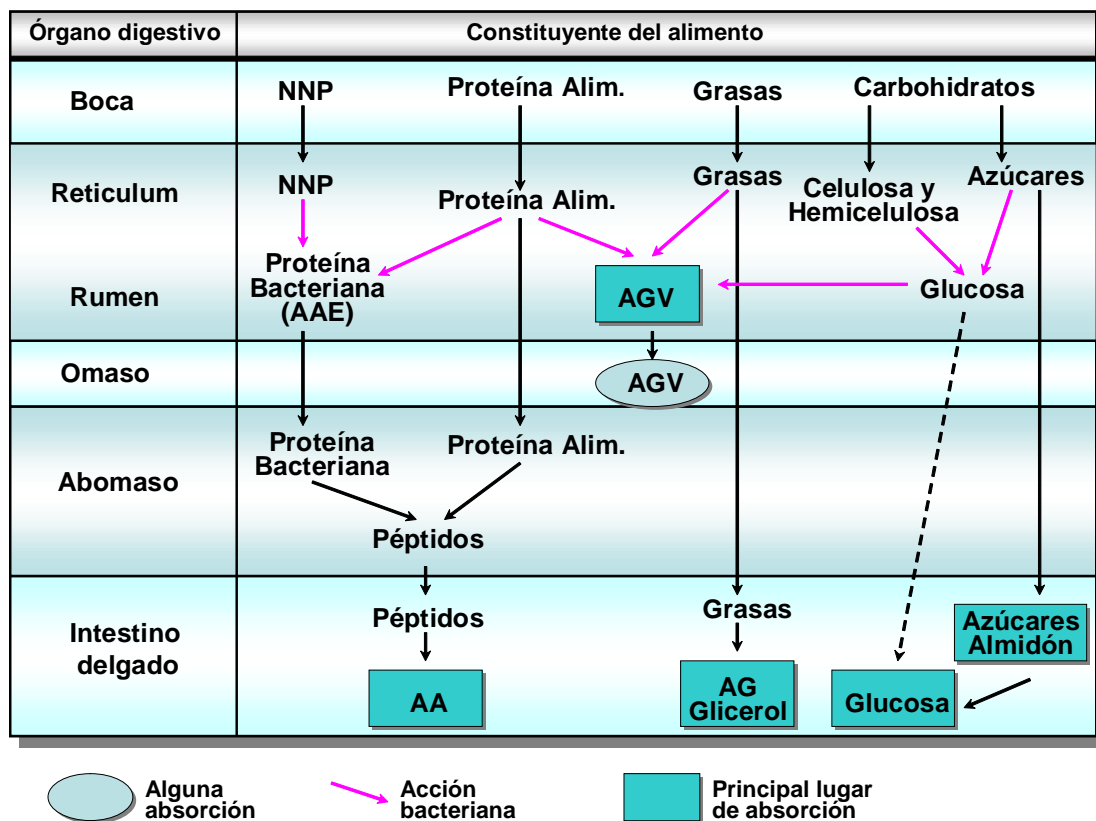 Órgano digestivo
Constituyente del alimento
Boca
NNP
Proteína Alim.
Grasas
Carbohidratos
Reticulum
NNP
Proteína Alim.
Grasas
Celulosa y
Hemicelulosa
Azúcares
Rumen
Proteína
Bacteriana
(AAE)
AGV
Glucosa
Omaso
AGV
Abomaso
Proteína
Bacteriana
Proteína Alim.
Péptidos
Intestino
delgado
Péptidos
Grasas
Azúcares
Almidón
AA
AG
Glicerol
Glucosa
Alguna
absorción
Acción
bacteriana
Principal lugar
de absorción